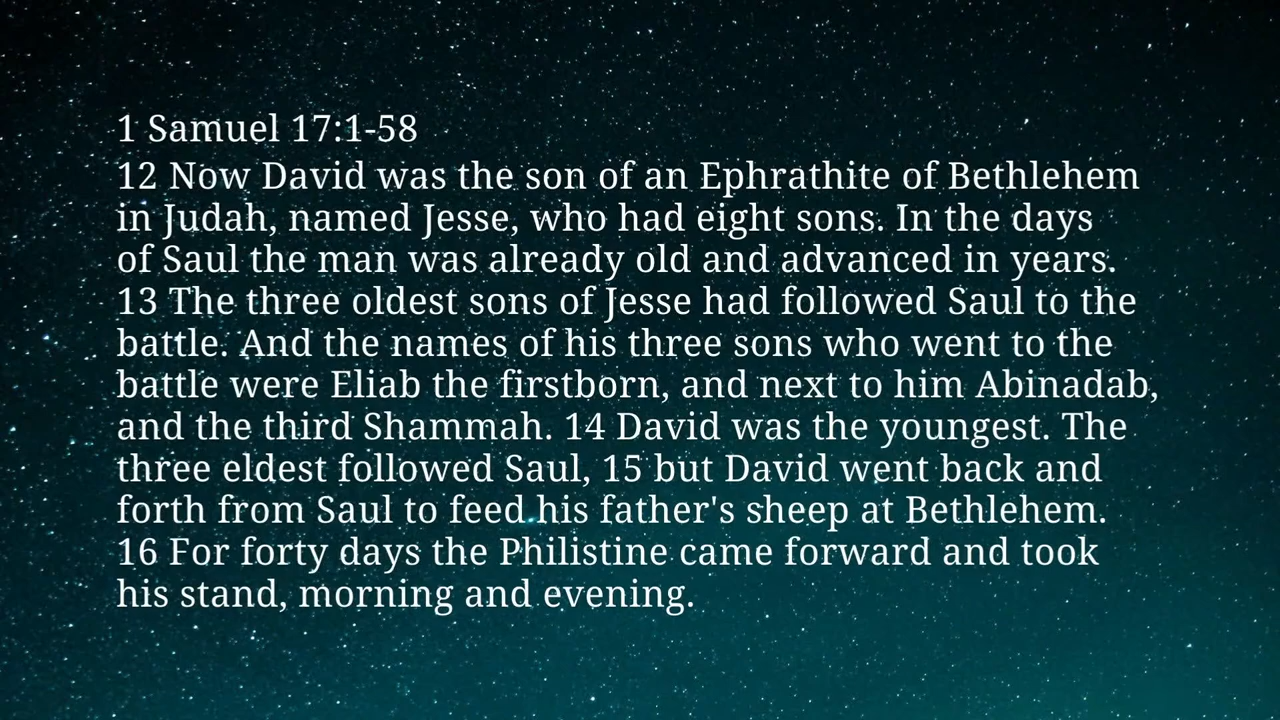 1 Samuel 17:1-58
12 Now David was the son of an Ephrathite of Bethlehem
in Judah, named Jesse, who had eight sons. In the days
of Saul the man was already old and advanced in years.
13 The three oldest sons of Jesse had followed Saul to the
battle. And the names of his three sons who went to the
battle were Eliab the firstborn, and next to him Abinadab,
and the third Shammah. 14 David was the youngest. The
three eldest followed Saul, 15 but David went back and
forth from Saul to feed his father's sheep at Bethlehem.
16 For forty days the Philistine came forward and took
his stand, morning and evening.